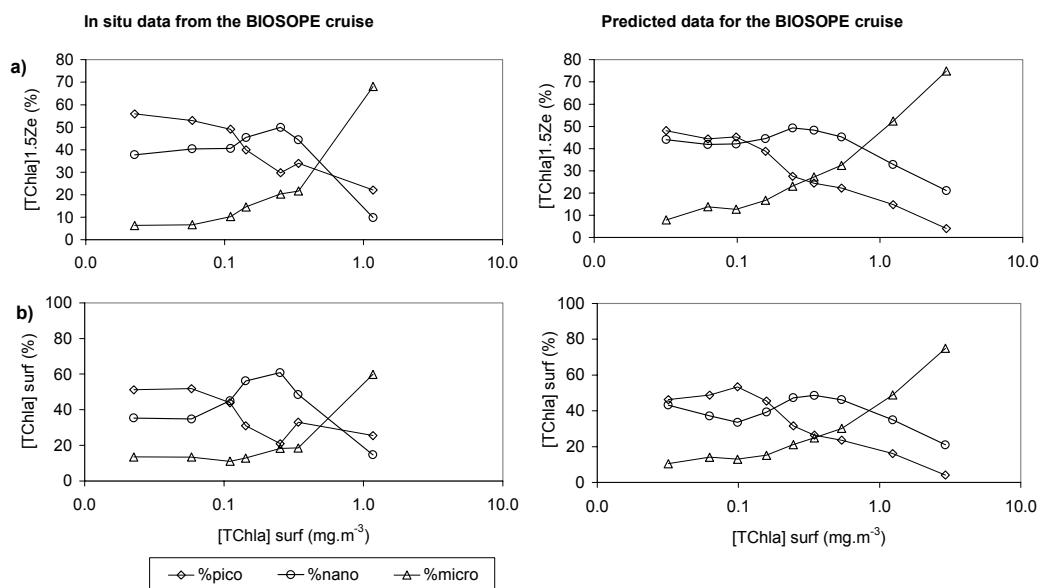 In situ data from the BIOSOPE cruise
Predicted data for the BIOSOPE cruise
a)
[TChla]1.5Ze (%)
80
70
60
50
40
30
20
10
0
0.0 0.1 1.0 10.0
[TChla]1.5Ze (%)
80
70
60
50
40
30
20
10
0
0.0 0.1 1.0 10.0
b)
[TChla] surf (%)
100
80
60
40
20
0
0.0 0.1 1.0 10.0
[TChla] surf (mg.m-3)
[TChla] surf (%)
100
80
60
40
20
0
0.0 0.1 1.0 10.0
[TChla] surf (mg.m-3)
%pico %nano %micro